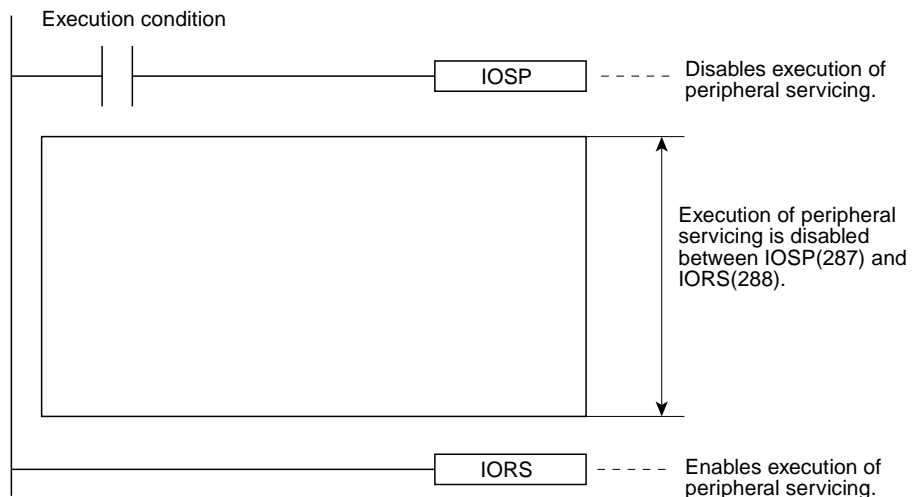 Execution condition
IOSP
Disables execution of
peripheral servicing.
Execution of peripheral
servicing is disabled
between IOSP(287) and
IORS(288).
IORS
Enables execution of
peripheral servicing.